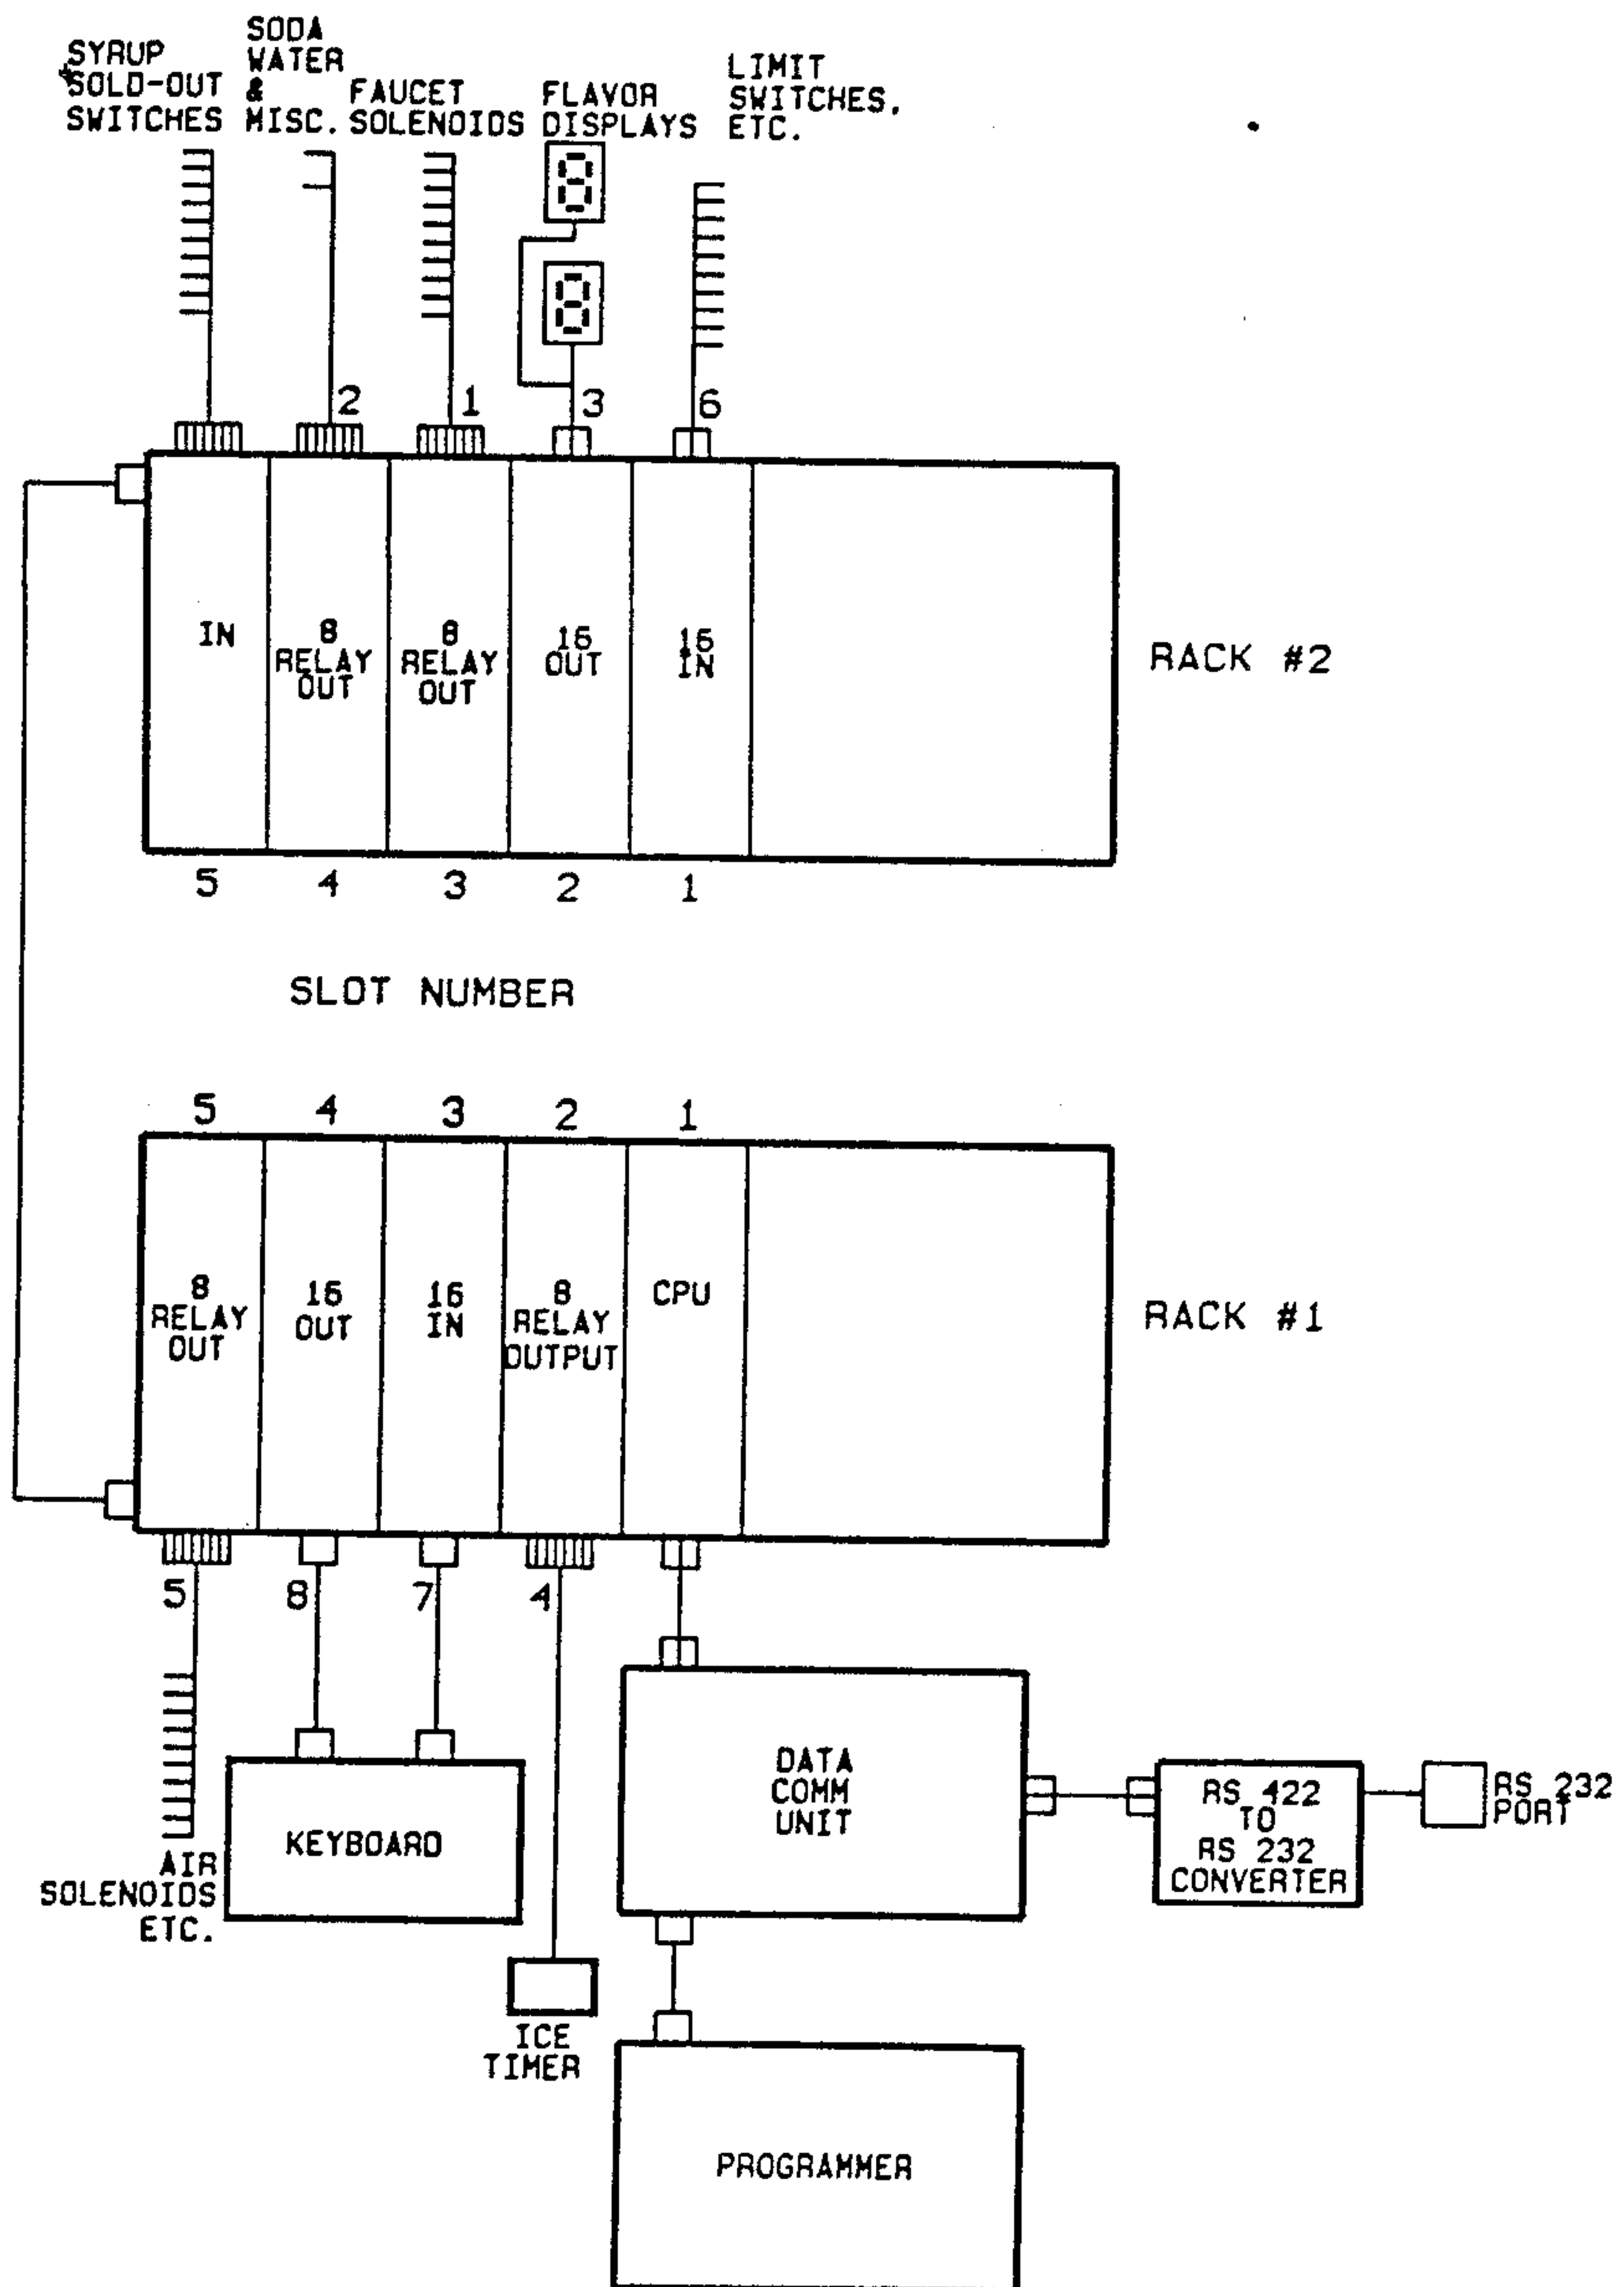 SYRUP
SOLD-OUT
SWITCHES
SODA
WATER
&
MISC.
FAUCET
SOLENOIDS
FLAVOR
DISPLAYS
LIMIT
SWITCHES,
ETC.
8
8
2
1
3
6
IN
8
RELAY
OUT
8
RELAY
OUT
16
OUT
16
IN
RACK #2
5
4
3
2
1
SLOT NUMBER
5
4
3
2
1
8
RELAY
OUT
16
OUT
16
IN
8
RELAY
OUTPUT
CPU
RACK #1
5
8
7
4
AIR
SOLENOIDS
ETC.
KEYBOARD
ICE
TIMER
DATA
COMM
UNIT
RS 422
TO
RS 232
CONVERTER
RS 232
PORT
PROGRAMMER